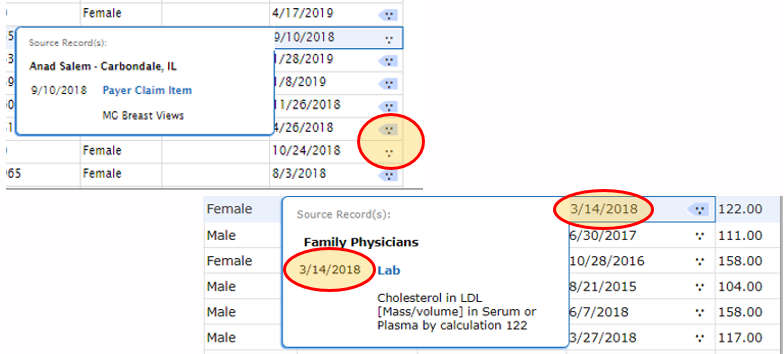 Female 4/17/2019
9/10/2018
Source Record(s):
1/28/2019
Anad Salem - Carbondale, IL
1/8/2019
9/10/2018 Payer Claim Item
11/26/2018
MC Breast Views
4/26/2018
Female 10/24/2018
065 Female 8/3/2018
Female 3/14/2018 122.00
Source Record(s):
Male 6/30/2017 111.00
Family Physicians
Female 10/28/2016 158.00
3/14/2018 Lab
Male 8/21/2015 104.00
Cholesterol in LDL
[Mass/volume] in Serum or
Plasma by calculation 122
Male 6/7/2018 158.00
Male 3/27/2018 117.00